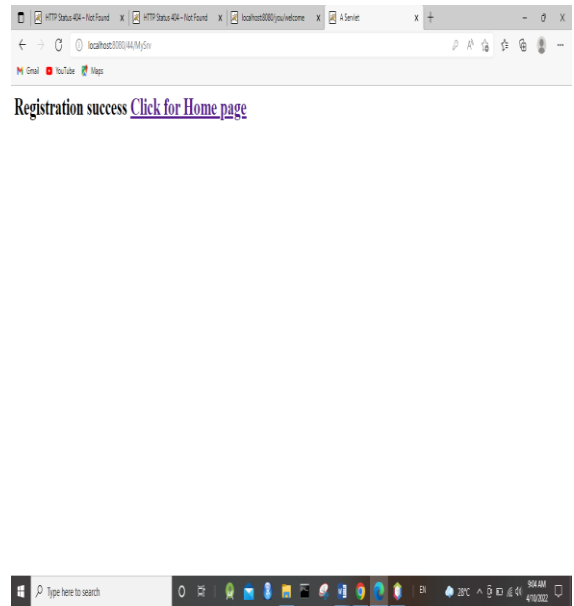 HTTP Status 404 – Not Found
HTTP Status 404 – Not Found
localhost:8080/you/welcome
A Servlet
localhost:8080/44/MySrv
Gmail
YouTube
Maps
Registration success Click for Home page
Type here to search
EN
28°C
9:04 AM
4/10/2022